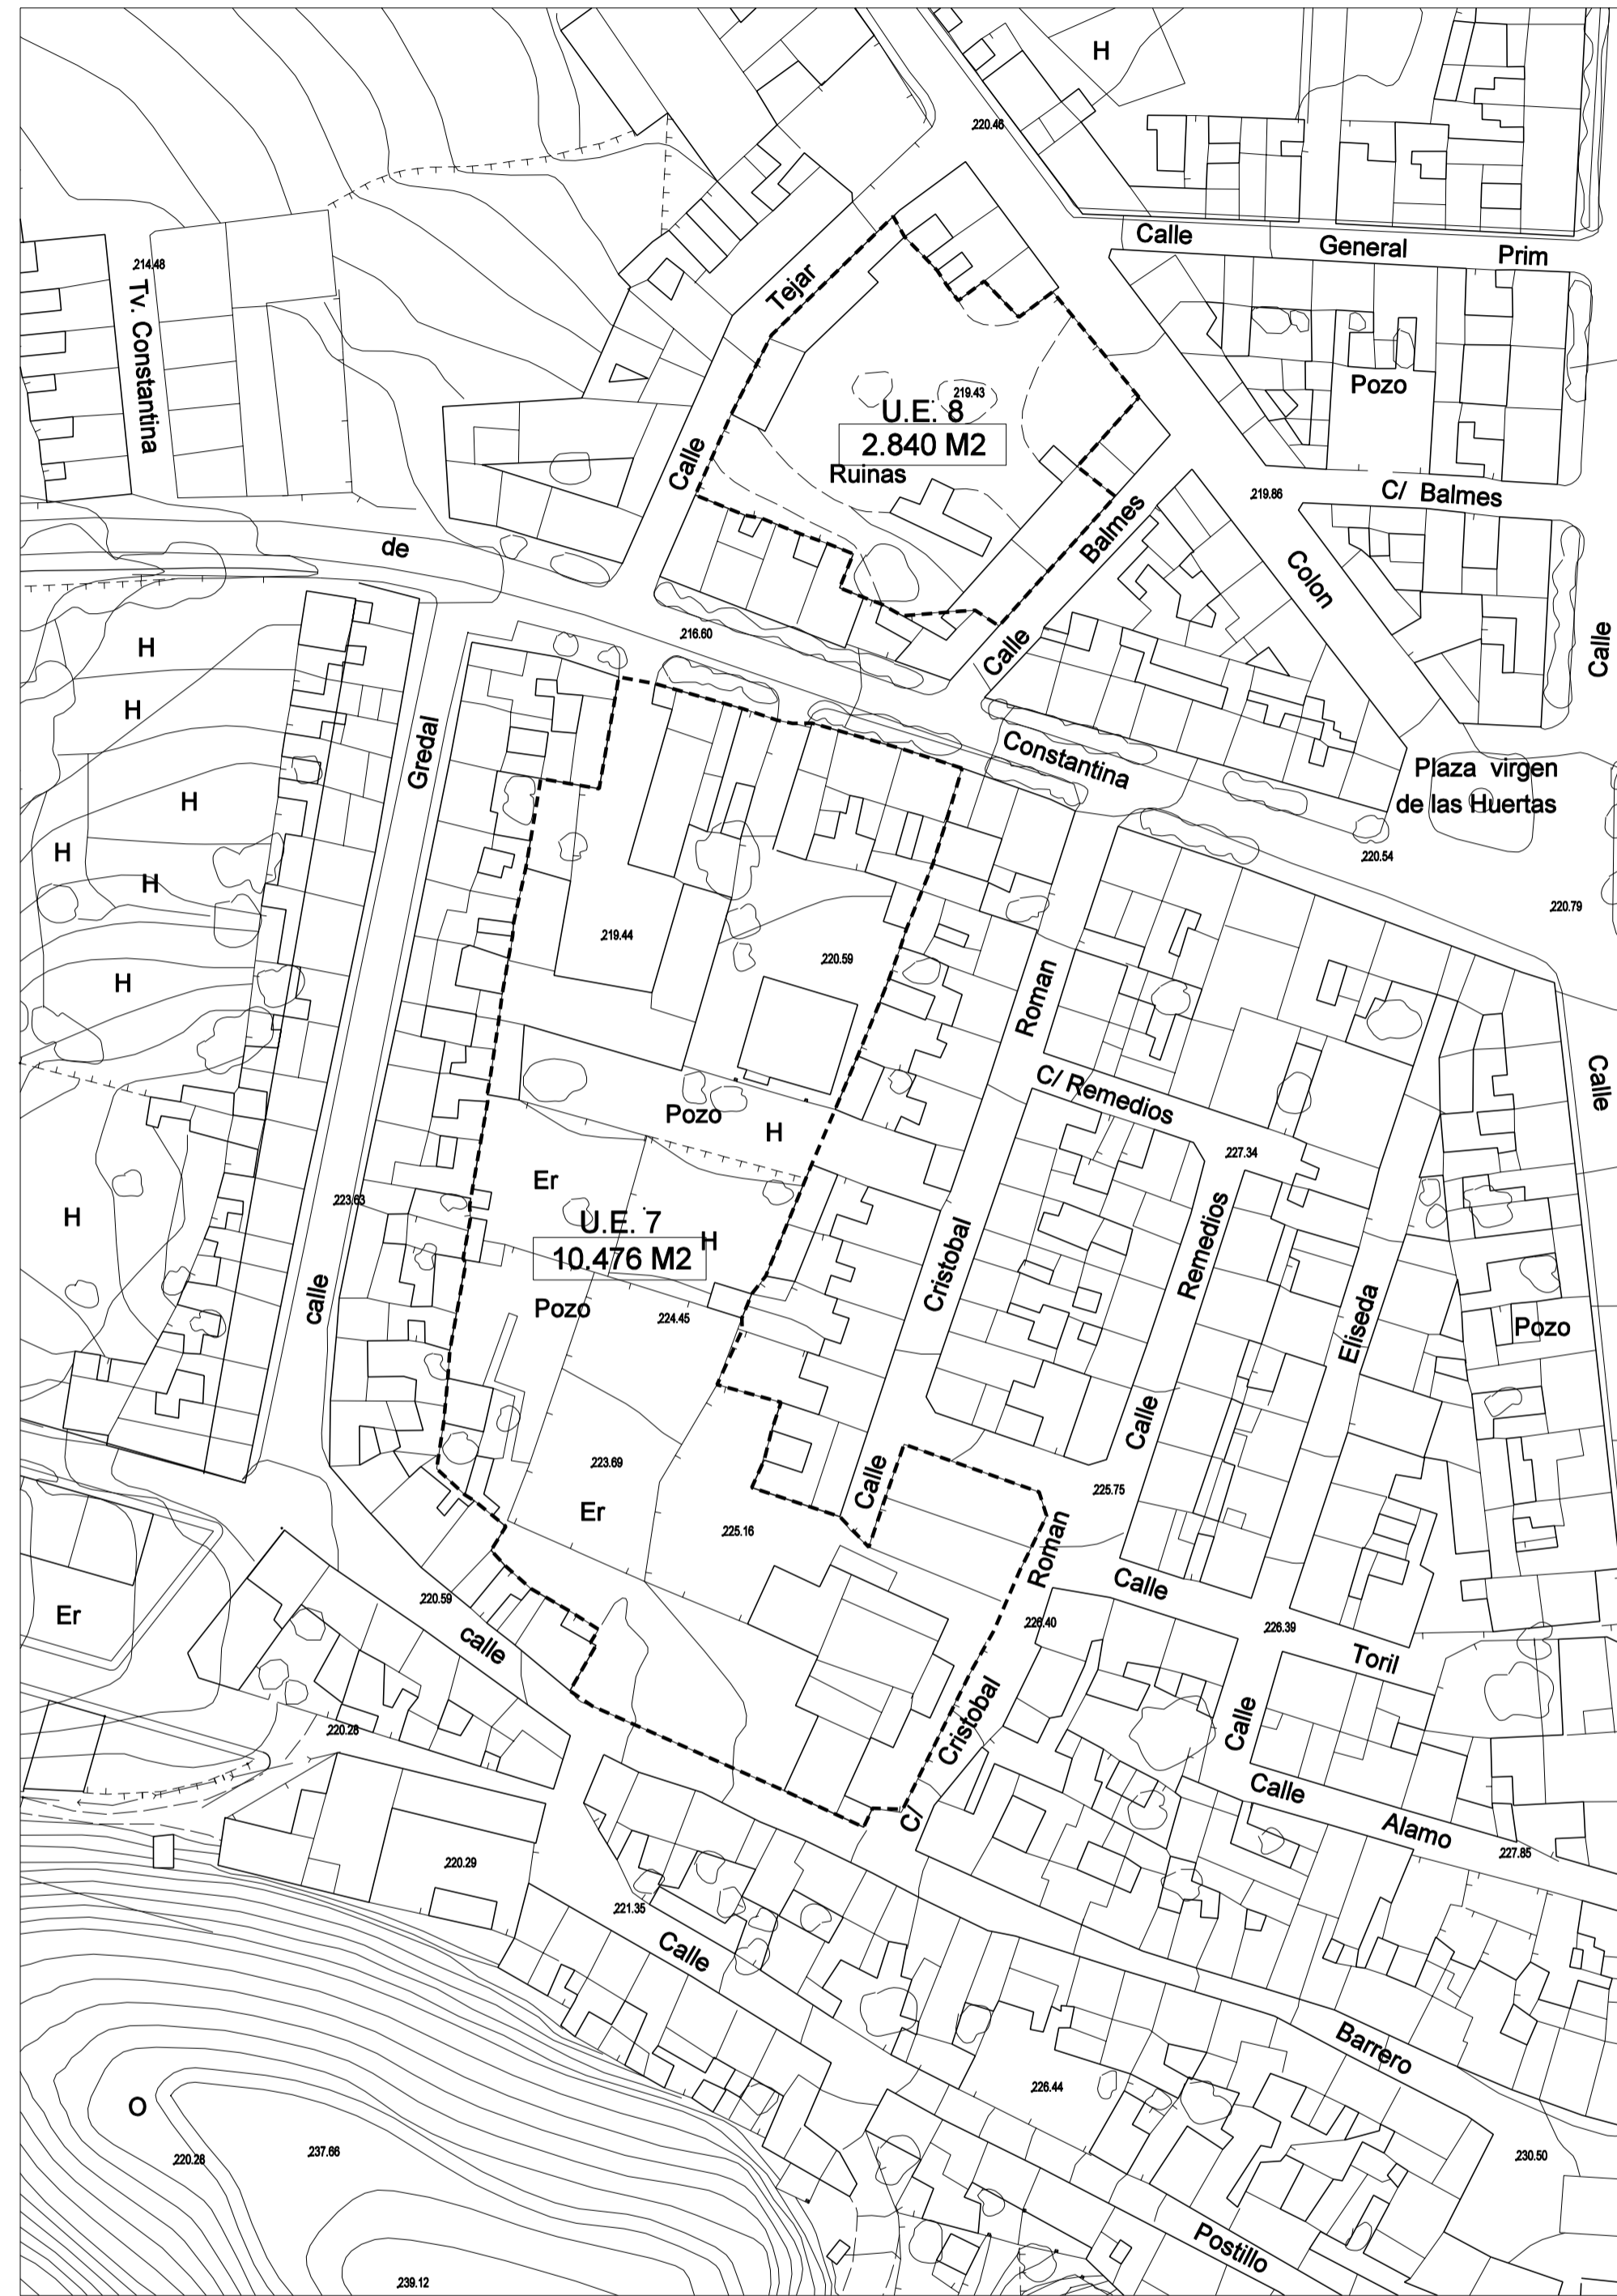 H
220.46
Calle General Prim
214.48
Tv. Constantina
Tejar
Pozo
219.43
U.E. 8
2.840 M2
Ruinas
Calle
219.86
C/ Balmes
Balmes
Colon
de
216.60
Calle
Calle
H
H
Gredal
Constantina
Plaza virgen
de las Huertas
H
H
H
220.54
220.79
219.44
220.59
H
Roman
C/ Remedios
Calle
Pozo
H
227.34
Er
223.63
H
U.E. 7
H
10.476 M2
Remedios
Cristobal
Pozo
224.45
calle
Eliseda
Pozo
Calle
223.69
Calle
225.75
Er
225.16
Roman
Calle
220.59
Er
226.40
226.39
calle
Toril
Cristobal
Calle
220.28
Calle
C/
Alamo
220.29
227.85
221.35
Calle
Barrero
226.44
O
220.28
237.66
230.50
Postillo
239.12